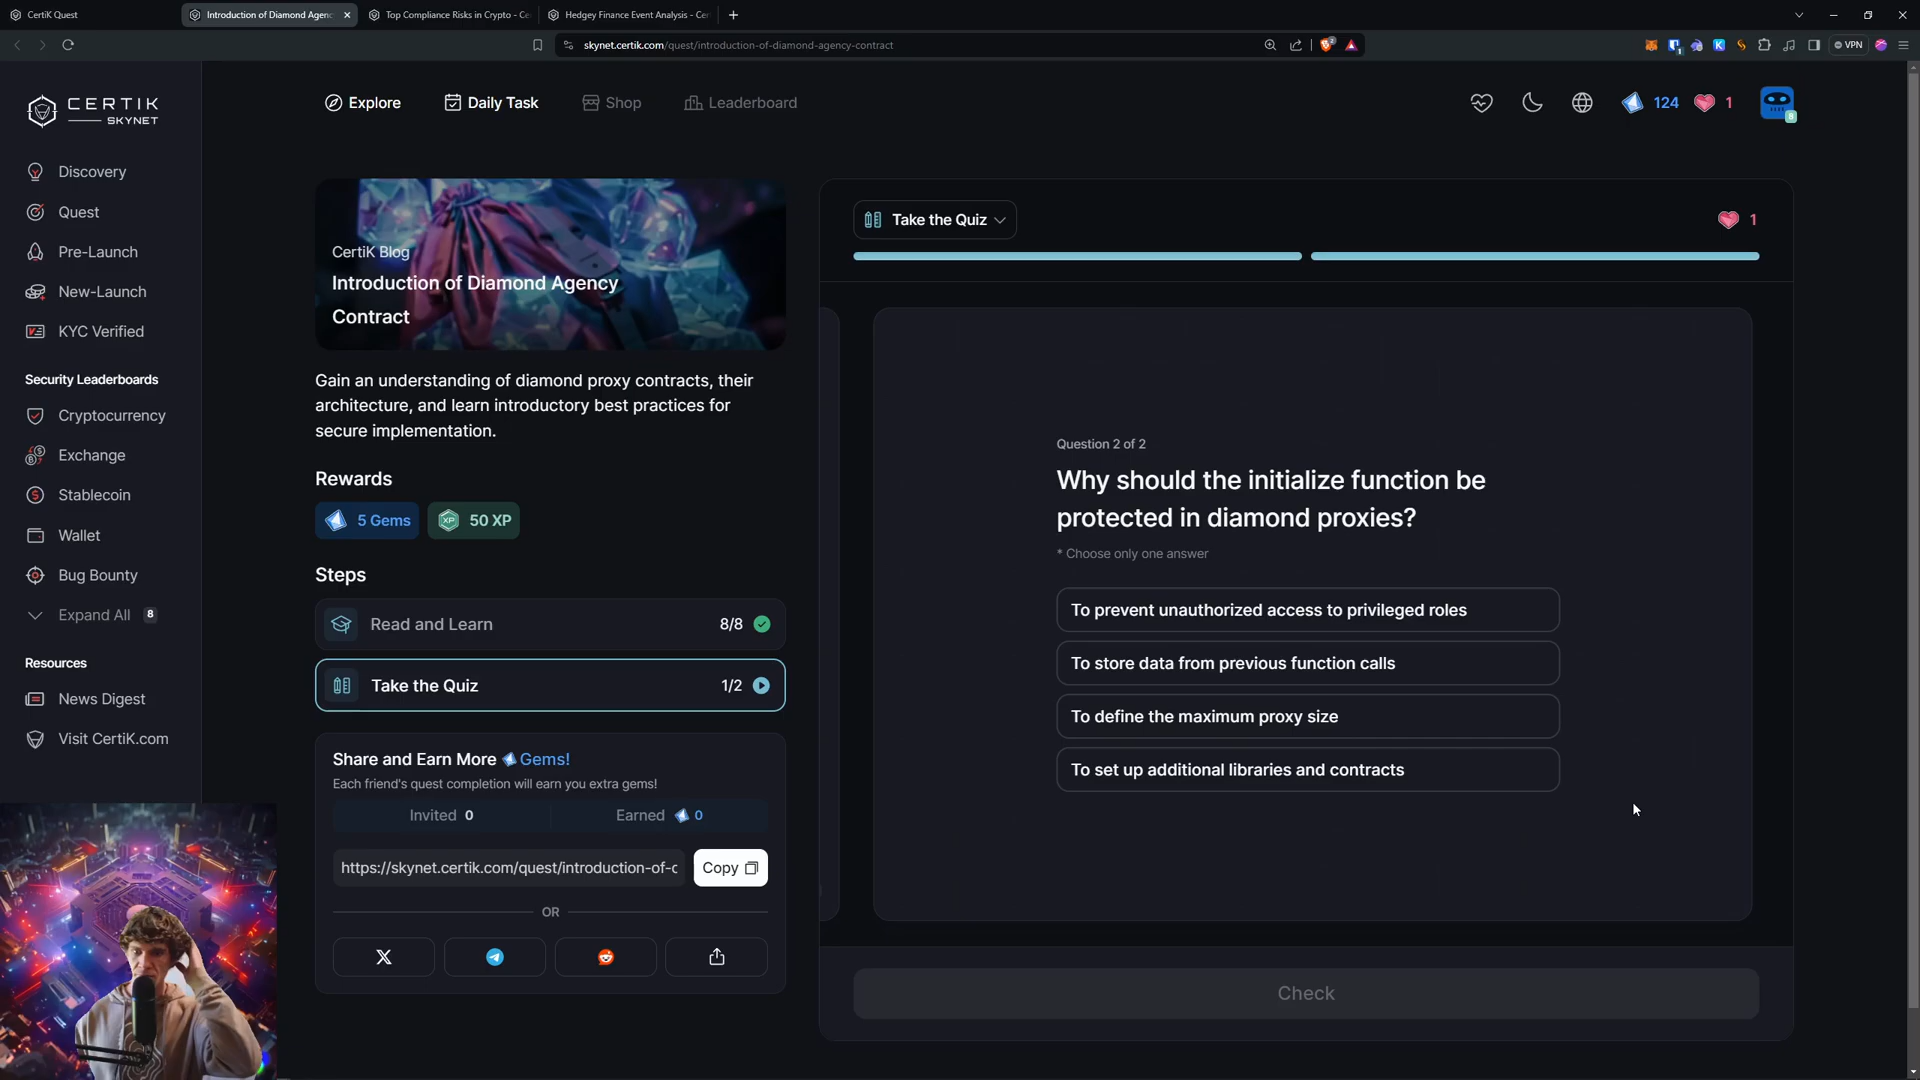 CertiK Quest
Introduction of Diamond Agenc
Top Compliance Risks in Crypto - Ce
Hedgey Finance Event Analysis - Cer
skynet.certik.com/quest/introduction-of-diamond-agency-contract
VPN
CERTIK
SKYNET
Explore
Daily Task
Shop
Leaderboard
124
1
8
Discovery
Quest
Pre-Launch
New-Launch
KYC Verified
Security Leaderboards
Cryptocurrency
Exchange
Stablecoin
Wallet
Bug Bounty
Expand All 8
Resources
News Digest
Visit CertiK.com
CertiK Blog
Introduction of Diamond Agency
Contract
Gain an understanding of diamond proxy contracts, their
architecture, and learn introductory best practices for
secure implementation.
Rewards
5 Gems
XP 50 XP
Steps
Read and Learn 8/8
Take the Quiz 1/2
Share and Earn More Gems!
Each friend's quest completion will earn you extra gems!
Invited 0
Earned 0
https://skynet.certik.com/quest/introduction-of-c
Copy
OR
Take the Quiz
1
Question 2 of 2
Why should the initialize function be
protected in diamond proxies?
* Choose only one answer
To prevent unauthorized access to privileged roles
To store data from previous function calls
To define the maximum proxy size
To set up additional libraries and contracts
Check